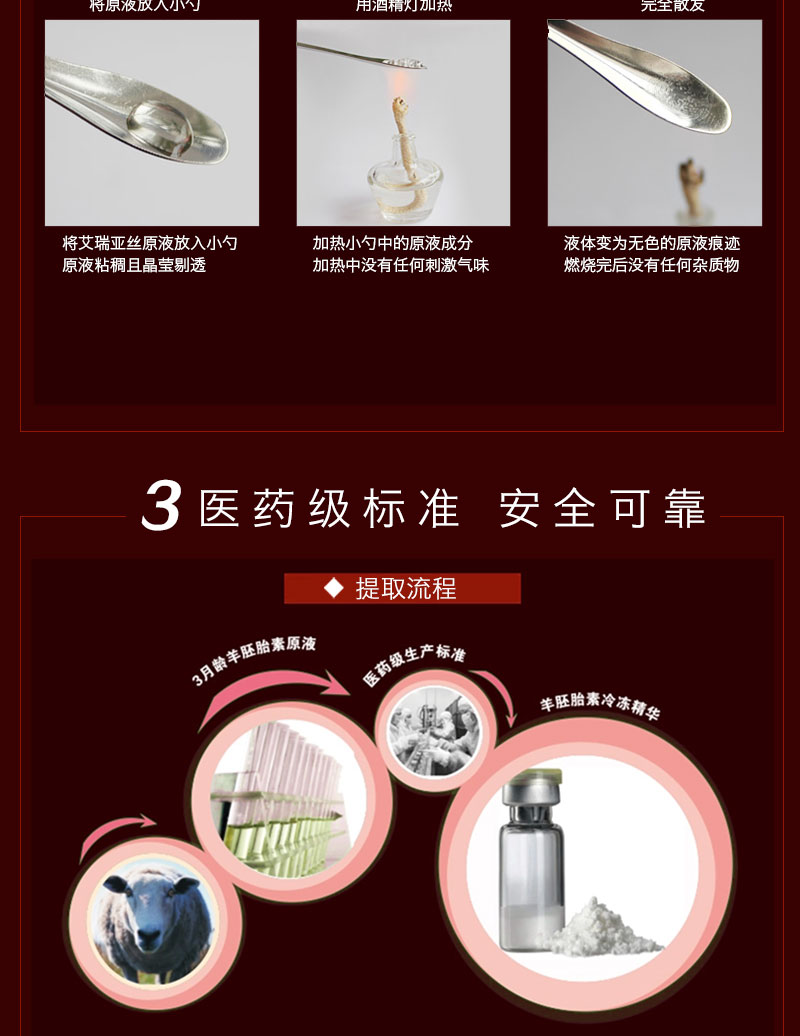 将原液放入小勺
用酒精灯加热
完全散发
将艾瑞亚丝原液放入小勺
原液粘稠且晶莹剔透
加热小勺中的原液成分
加热中没有任何刺激气味
液体变为无色的原液痕迹
燃烧完后没有任何杂质物
3 医药级标准 安全可靠
提取流程
3月龄羊胚胎素原液
医药级生产标准
羊胚胎素冷冻精华